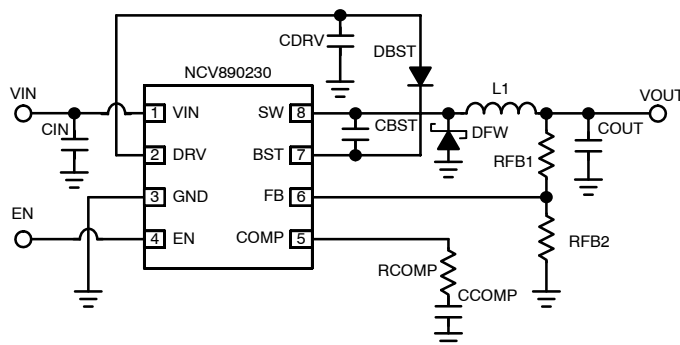 CDRV
DBST
NCV890230
VIN
L1
VOUT
1 VIN
SW 8
CIN
CBST
DFW
COUT
2 DRV
BST 7
RFB1
3 GND
FB 6
EN
4 EN
COMP 5
RFB2
RCOMP
CCOMP